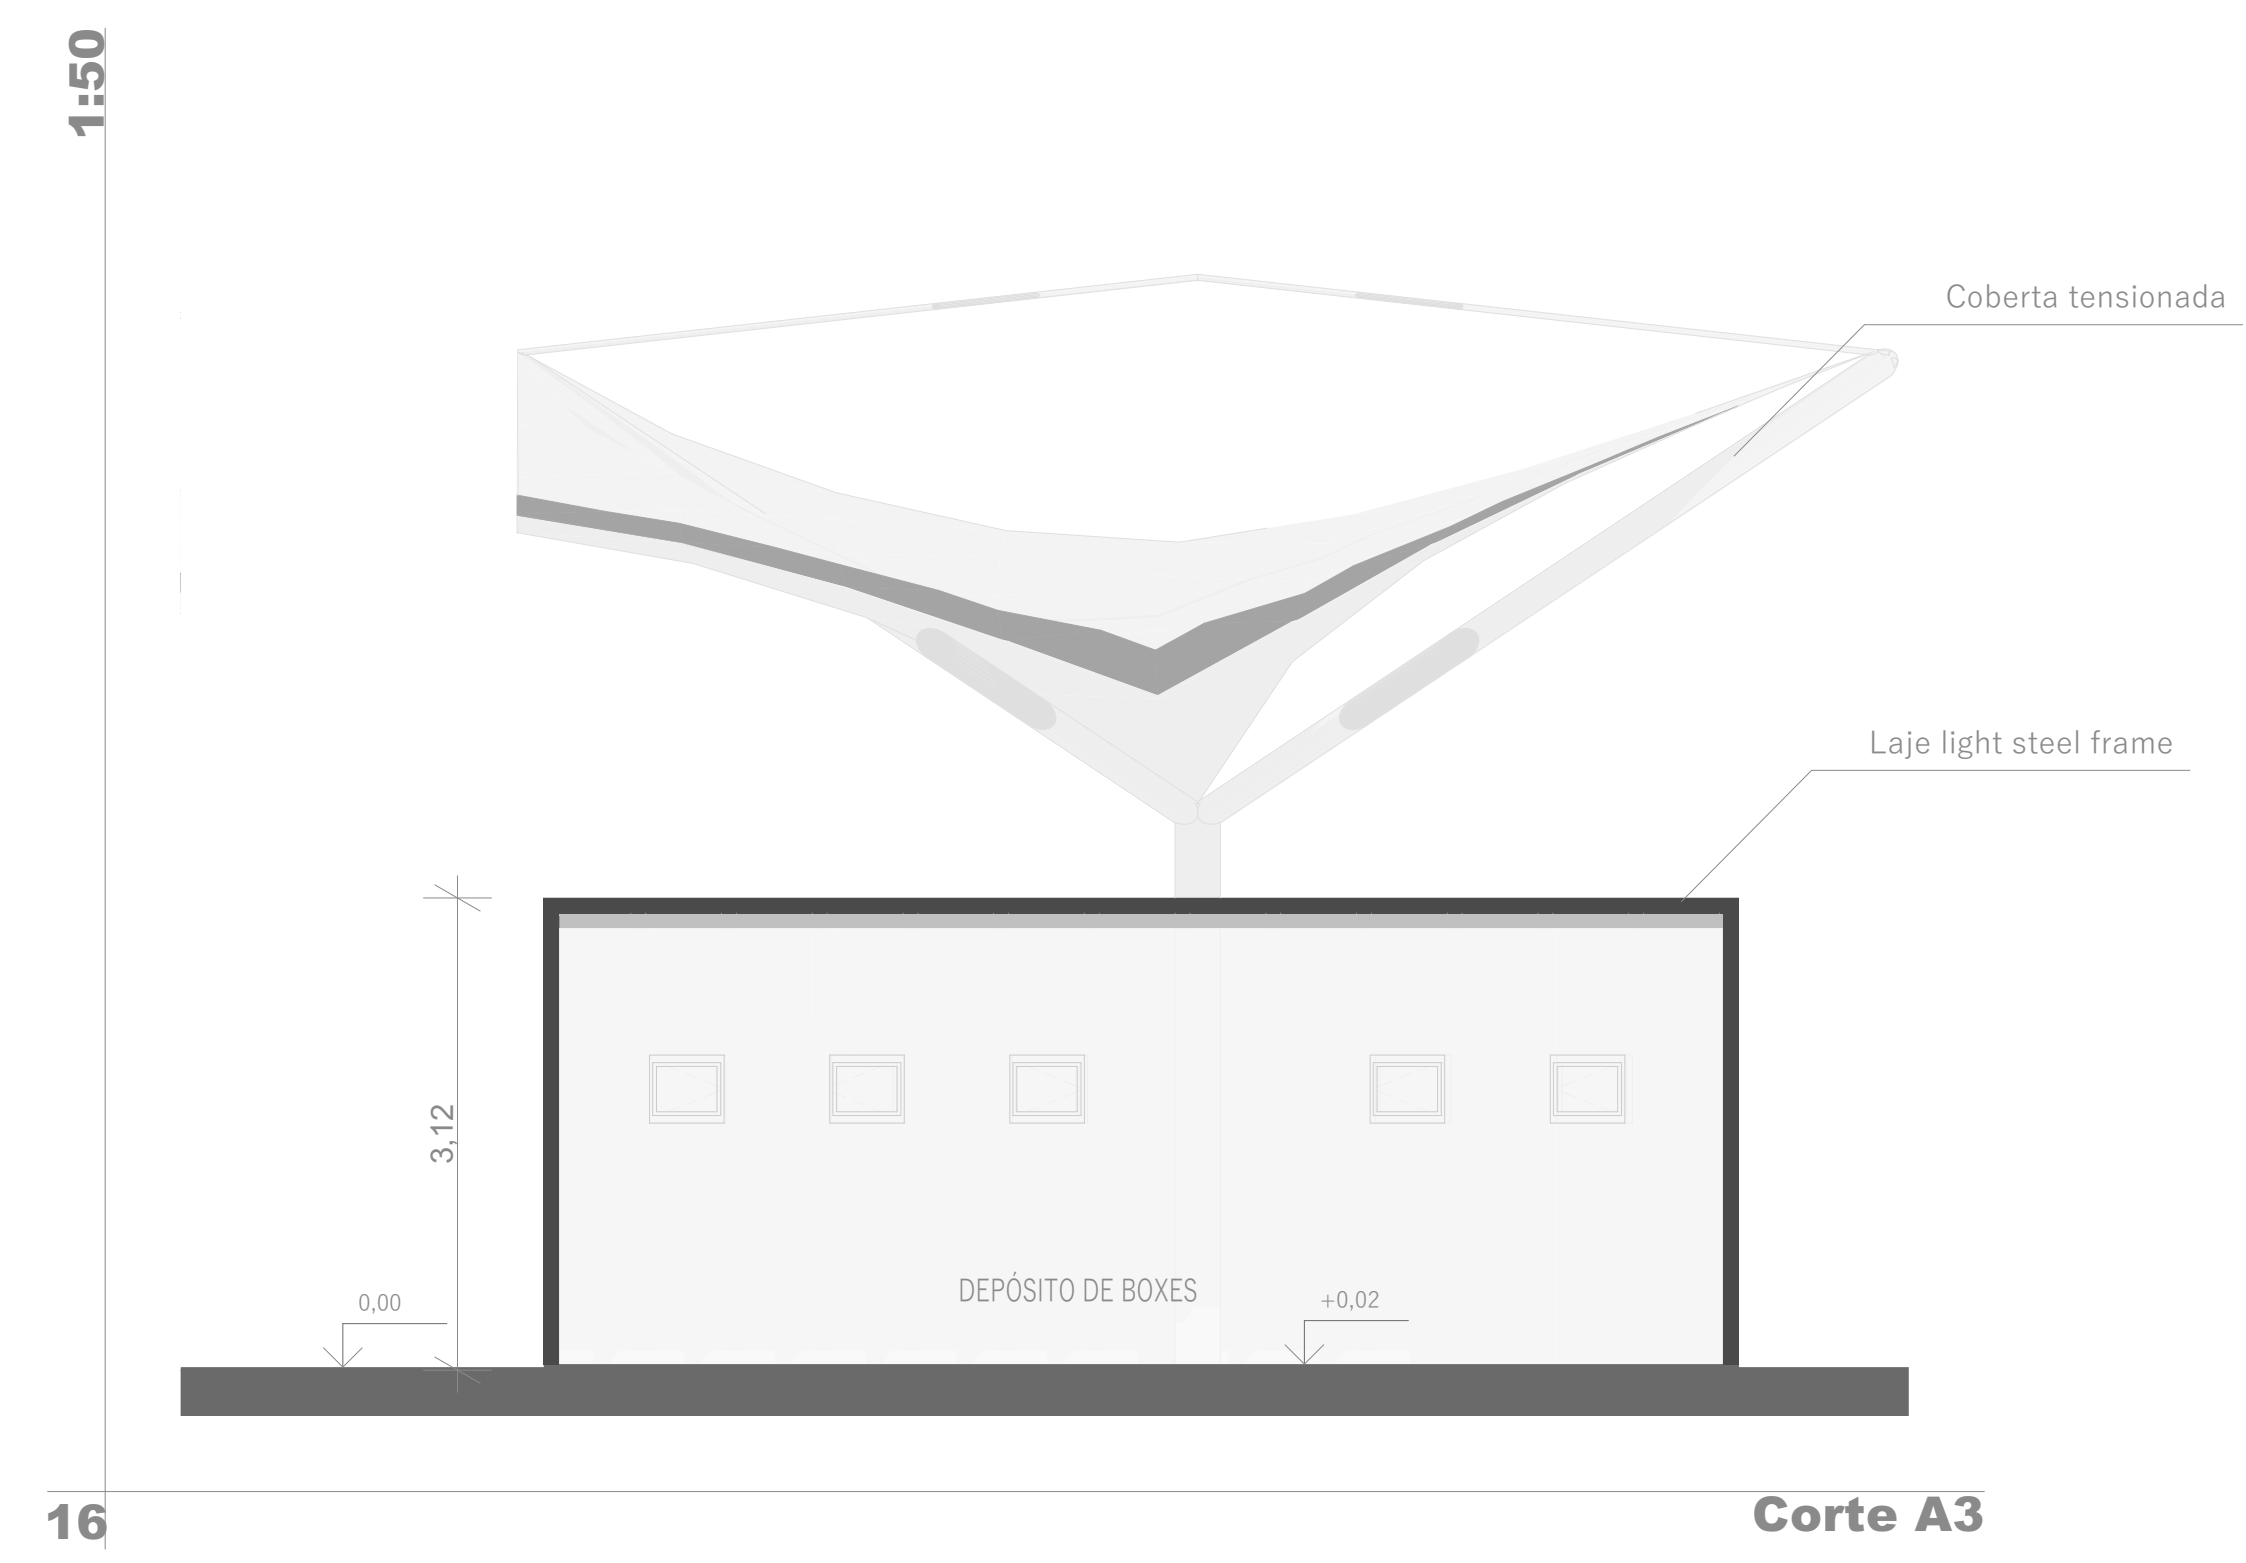 1:50
Coberta tensionada
Laje light steel frame
3,12
DEPÓSITO DE BOXES
0,00
+0,02
16
Corte A3